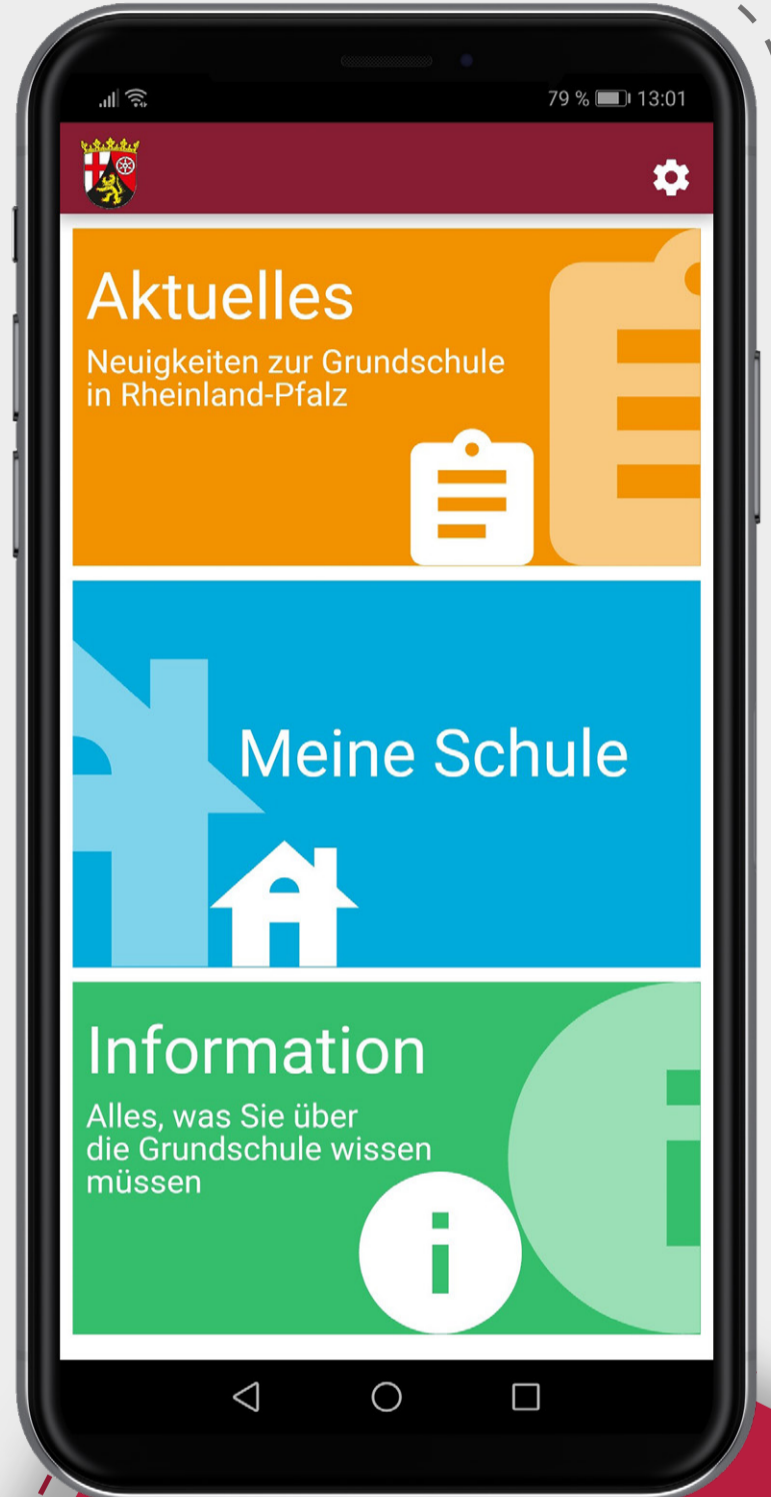 79 % 13:01
Aktuelles
Neuigkeiten zur Grundschule
in Rheinland-Pfalz
Meine Schule
Information
Alles, was Sie über
die Grundschule wissen
müssen